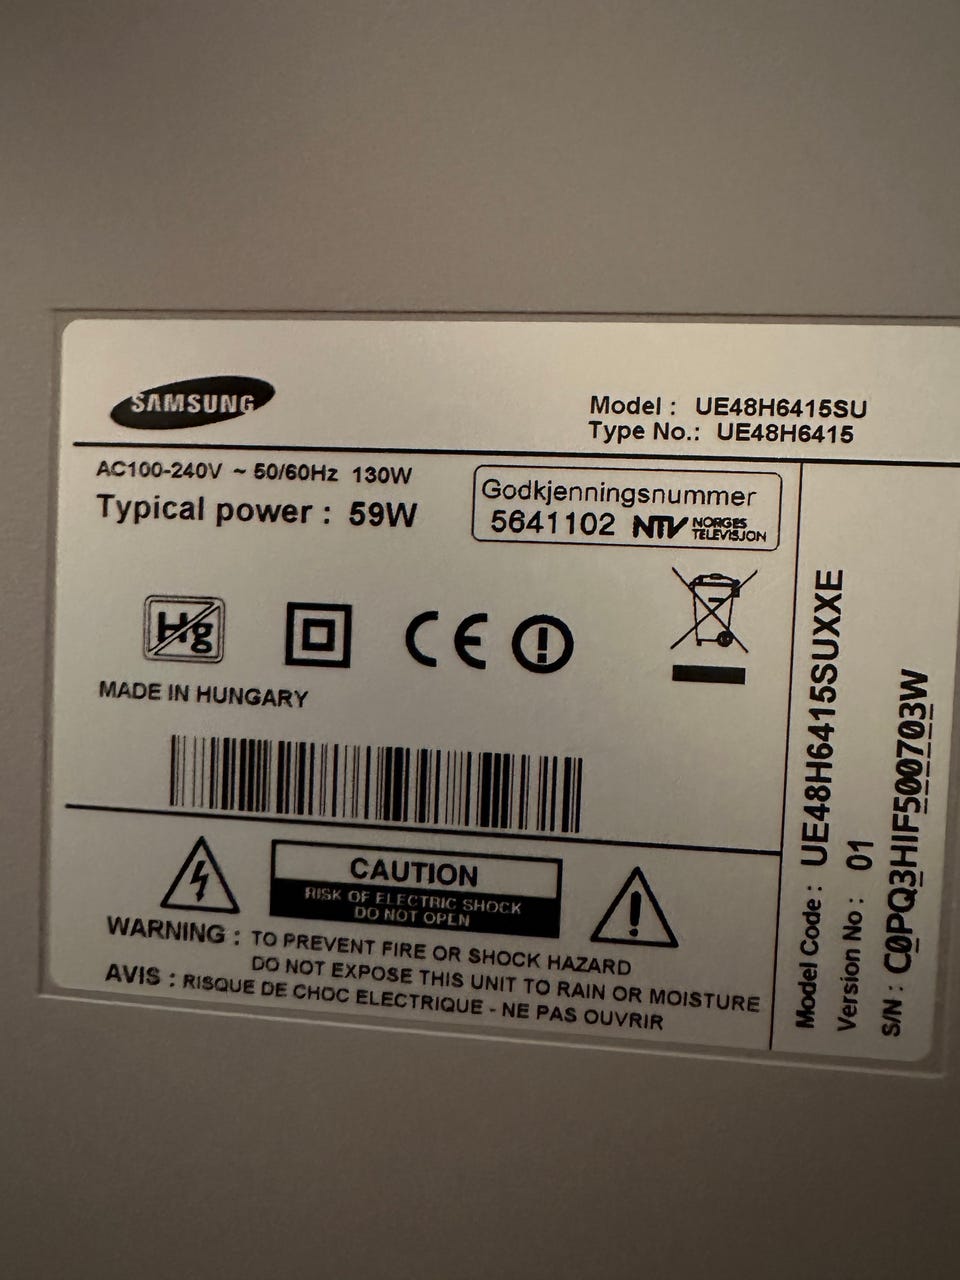 SAMSUNG
Model : UE48H6415SU
Type No.: UE48H6415
AC100-240V ~ 50/60Hz 130W
Typical power : 59W
Godkjenningsnummer
5641102 NTV NORGES
TELEVISJON
Hg
CE
MADE IN HUNGARY
CAUTION
RISK OF ELECTRIC SHOCK
DO NOT OPEN
WARNING : TO PREVENT FIRE OR SHOCK HAZARD
DO NOT EXPOSE THIS UNIT TO RAIN OR MOISTURE
AVIS : RISQUE DE CHOC ELECTRIQUE - NE PAS OUVRIR
Model Code : UE48H6415SUXXE
Version No : 01
S/N : C0PQ3HIF500703W